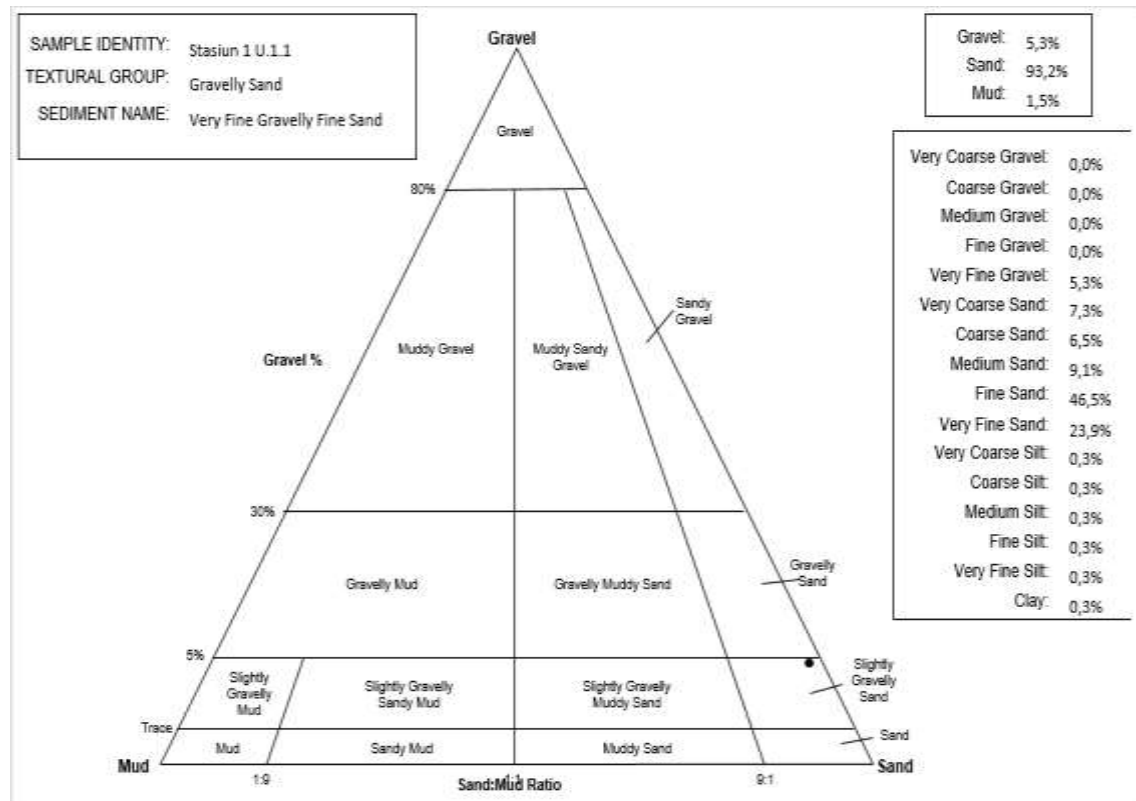 SAMPLE IDENTITY: Stasiun 1 U.1.1
TEXTURAL GROUP: Gravelly Sand
SEDIMENT NAME: Very Fine Gravelly Fine Sand
Gravel: 5,3%
Sand: 93,2%
Mud: 1,5%
Very Coarse Gravel: 0,0%
Coarse Gravel: 0,0%
Medium Gravel: 0,0%
Fine Gravel: 0,0%
Very Fine Gravel: 5,3%
Very Coarse Sand: 7,3%
Coarse Sand: 6,5%
Medium Sand: 9,1%
Fine Sand: 46,5%
Very Fine Sand: 23,9%
Very Coarse Silt: 0,3%
Coarse Silt: 0,3%
Medium Silt: 0,3%
Fine Silt: 0,3%
Very Fine Silt: 0,3%
Clay: 0,3%
Gravel
Gravel
80%
Sandy
Gravel
Muddy Gravel
Muddy Sandy
Gravel
Gravel %
30%
Gravelly Mud
Gravelly Muddy Sand
Gravelly
Sand
5%
Slightly
Gravelly
Mud
Slightly Gravelly
Sandy Mud
Slightly Gravelly
Muddy Sand
Slightly
Gravelly
Sand
Trace
Mud
Sandy Mud
Muddy Sand
Sand
Mud
Sand
1:9
1:1
9:1
Sand:Mud Ratio